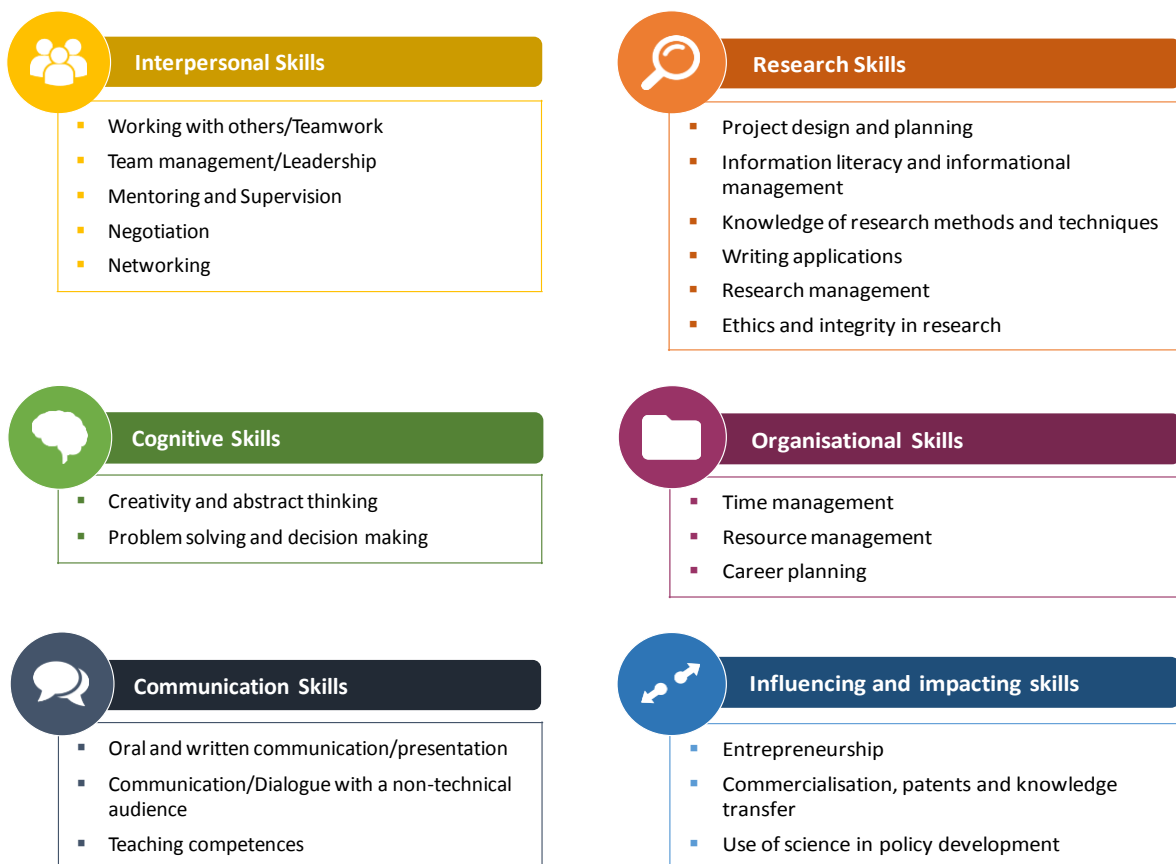 Interpersonal Skills
Working with others/Teamwork
Team management/Leadership
Mentoring and Supervision
Negotiation
Networking
Research Skills
Project design and planning
Information literacy and informational
management
Knowledge of research methods and techniques
Writing applications
Research management
Ethics and integrity in research
Cognitive Skills
Creativity and abstract thinking
Problem solving and decision making
Organisational Skills
Time management
Resource management
Career planning
Communication Skills
Oral and written communication/presentation
Communication/Dialogue with a non-technical
audience
Teaching competences
Influencing and impacting skills
Entrepreneurship
Commercialisation, patents and knowledge
transfer
Use of science in policy development